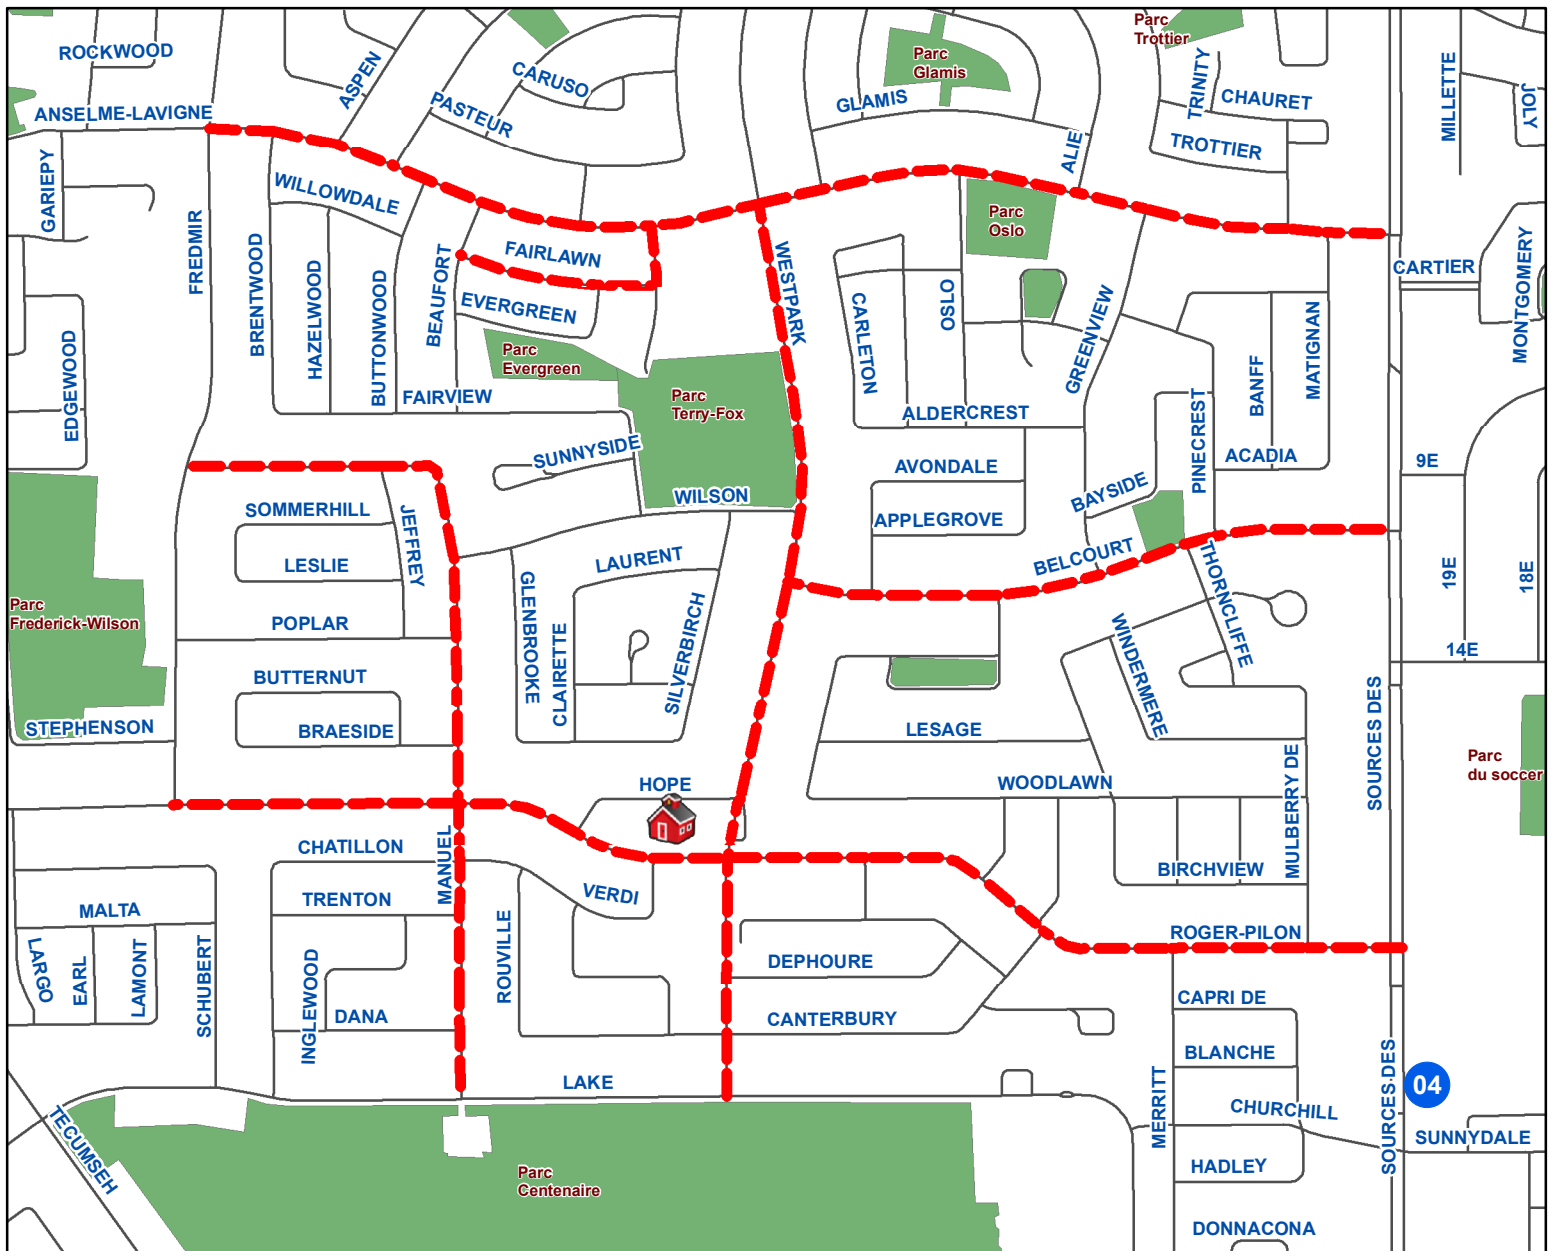 ROCKWOOD
ANSELME-LAVIGNE
ASPEN
CARUSO
PASTEUR
Parc
Glamis
GLAMIS
ALIE
Parc
Trottier
TRINITY
CHAURET
TROTTIER
MILLETTE
JOLY
GARIEPY
FREDMIR
WILLOWDALE
BRENTWOOD
HAZELWOOD
BUTTONWOOD
BEAUFORT
FAIRLAWN
EVERGREEN
Parc
Evergreen
FAIRVIEW
WESTPARK
Parc
Oslo
CARLETON
OSLO
GREENVIEW
CARTIER
MONTGOMERY
EDGEWOOD
Parc
Terry-Fox
ALDERCREST
PINECREST
BANFF
MATIGNAN
SUNNYSIDE
AVONDALE
ACADIA
9E
WILSON
BAYSIDE
SOMMERHILL
JEFFREY
APPLEGROVE
LESLIE
LAURENT
BELCOURT
THORNCLIFFE
19E
18E
Parc
Frederick-Wilson
POPLAR
GLENBROOKE
CLAIRETTE
SILVERBIRCH
WINDERMERE
14E
BUTTERNUT
STEPHENSON
BRAESIDE
LESAGE
SOURCES DES
Parc
du soccer
HOPE
WOODLAWN
MULBERRY DE
CHATILLON
MANUEL
BIRCHVIEW
TRENTON
VERDI
MALTA
ROGER-PILON
LARGO
EARL
LAMONT
SCHUBERT
INGLEWOOD
ROUVILLE
DEPHOURE
CAPRI DE
DANA
CANTERBURY
BLANCHE
LAKE
MERRITT
SOURCES DES
04
CHURCHILL
SUNNYDALE
TECUMSEH
Parc
Centenaire
HADLEY
DONNACONA